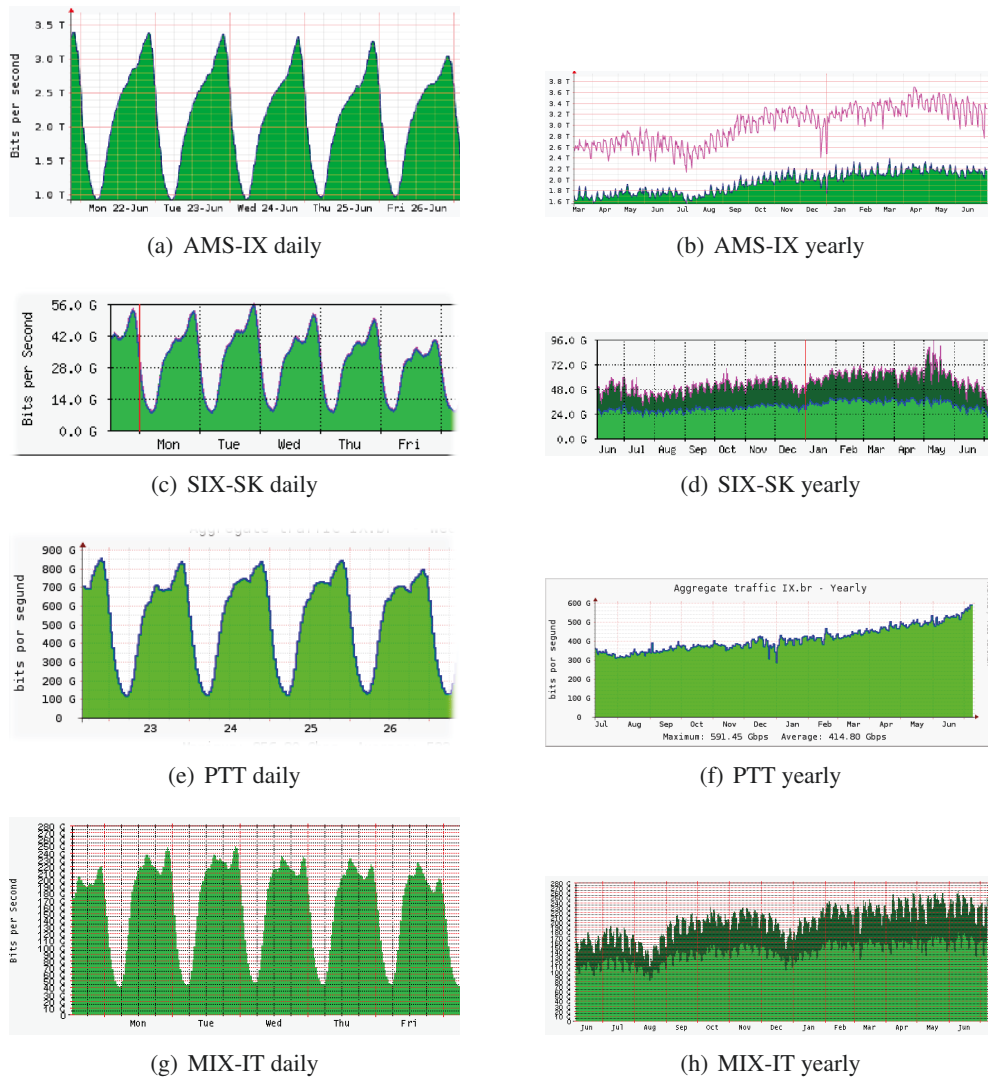 3.5 T
3.0 T
2.5 T
2.0 T
1.5 T
1.0 T
Bits per second
Mon 22-Jun Tue 23-Jun Wed 24-Jun Thu 25-Jun Fri 26-Jun
(a) AMS-IX daily
3.8 T
3.6 T
3.4 T
3.2 T
3.0 T
2.8 T
2.6 T
2.4 T
2.2 T
2.0 T
1.8 T
1.6 T
Mar Apr May Jun Jul Aug Sep Oct Nov Dec Jan Feb Mar Apr May Jun
(b) AMS-IX yearly
56.0 G
42.0 G
28.0 G
14.0 G
0.0 G
Bits per Second
Mon Tue Wed Thu Fri
(c) SIX-SK daily
96.0 G
72.0 G
48.0 G
24.0 G
0.0 G
Jun Jul Aug Sep Oct Nov Dec Jan Feb Mar Apr May Jun
(d) SIX-SK yearly
900 G
800 G
700 G
600 G
500 G
400 G
300 G
200 G
100 G
0
bits por segund
23 24 25 26
(e) PTT daily
Aggregate traffic IX.br - Yearly
600 G
500 G
400 G
300 G
200 G
100 G
0
bits por segund
Jul Aug Sep Oct Nov Dec Jan Feb Mar Apr May Jun
Maximum: 591.45 Gbps Average: 414.80 Gbps
(f) PTT yearly
Bits per second
Mon Tue Wed Thu Fri
(g) MIX-IT daily
Jun Jul Aug Sep Oct Nov Dec Jan Feb Mar Apr May Jun
(h) MIX-IT yearly